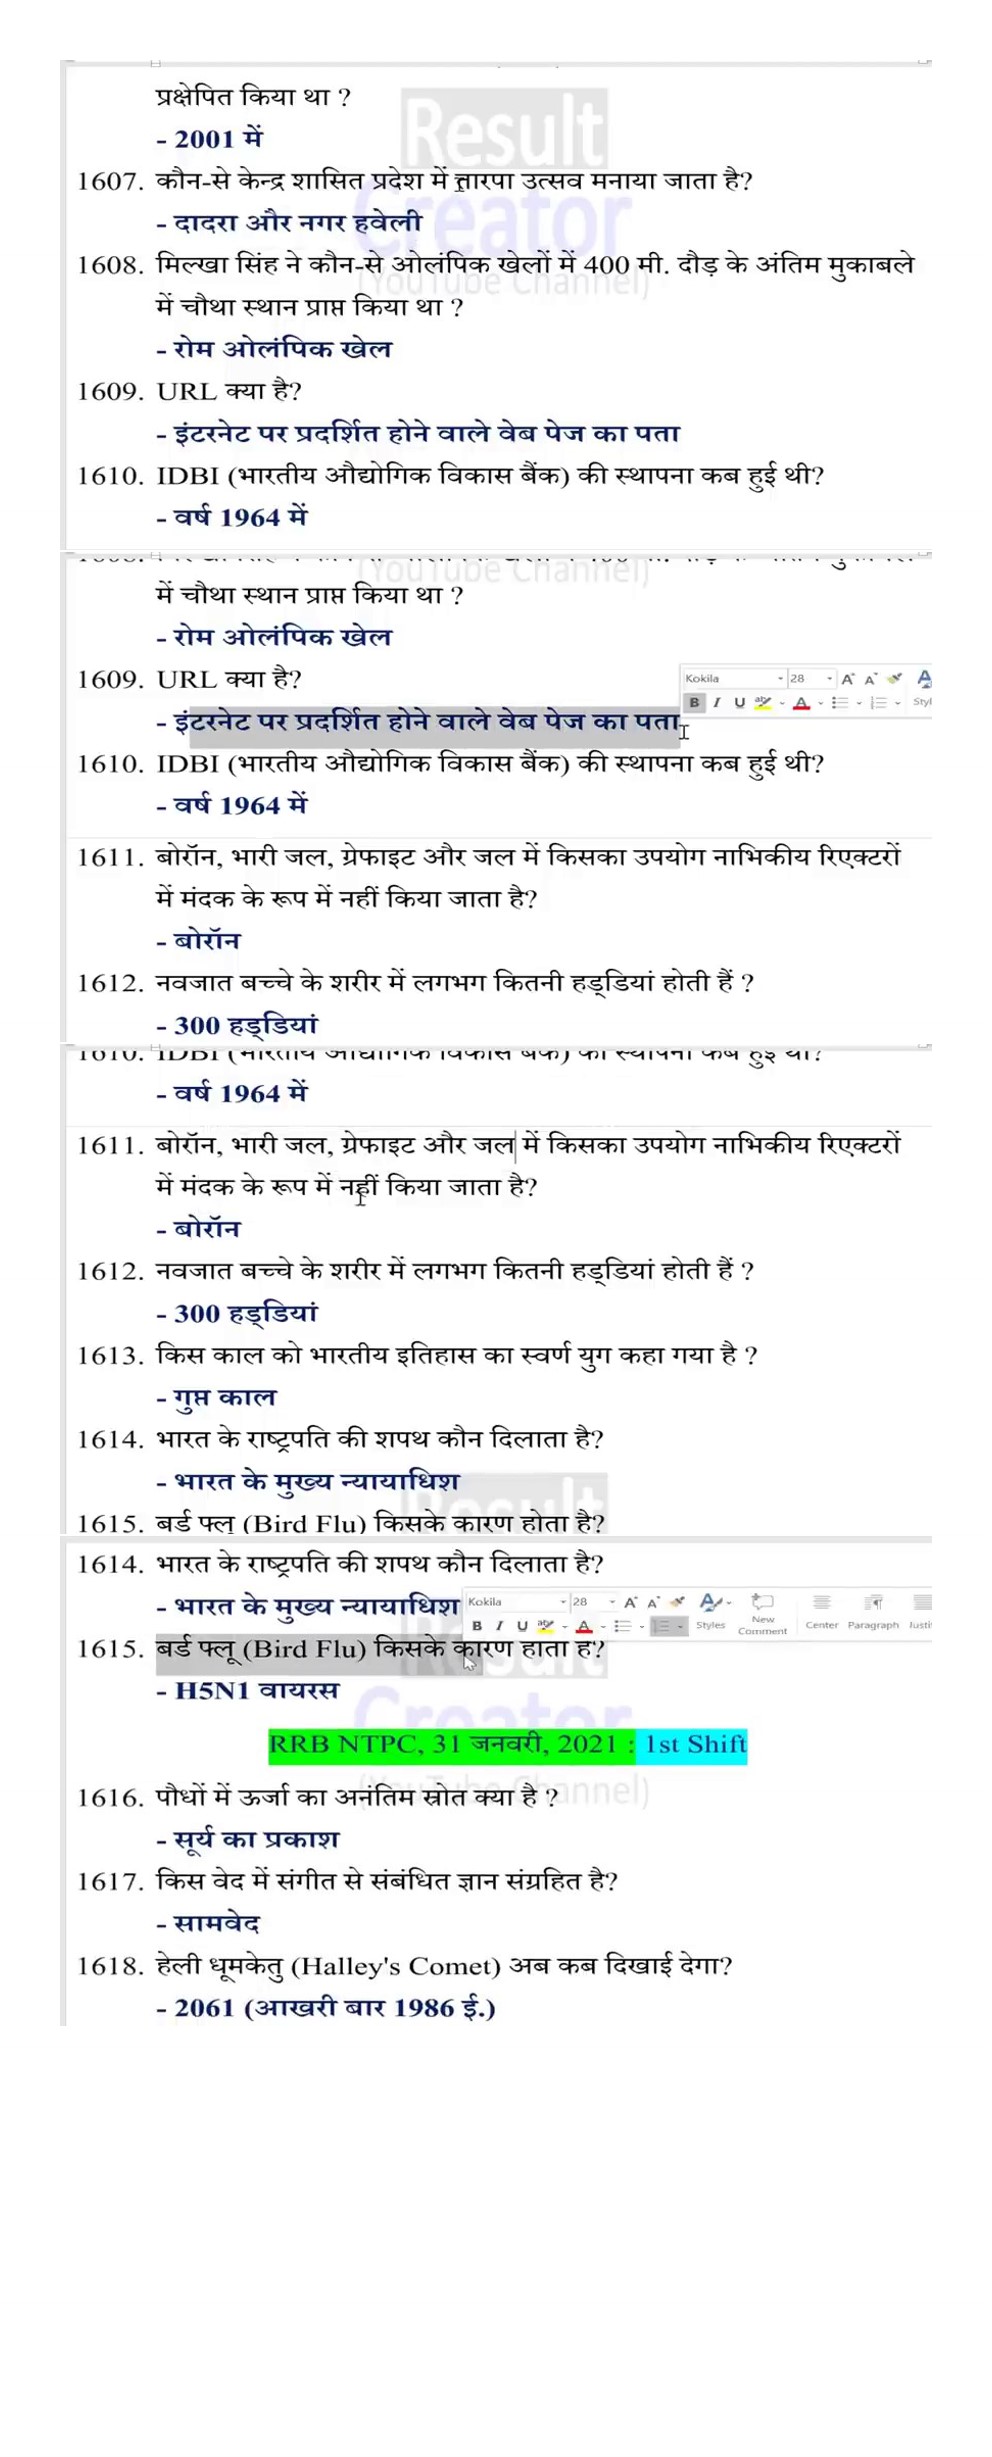 प्रक्षेपित किया था ?
- 2001 में
Result
1607. कौन-से केन्द्र शासित प्रदेश में तारपा उत्सव मनाया जाता है?
- दादरा और नगर हवेली
Creator
1608. मिल्खा सिंह ने कौन-से ओलंपिक खेलों में 400 मी. दौड़ के अंतिम मुकाबले
(YouTube Channel)
में चौथा स्थान प्राप्त किया था ?
- रोम ओलंपिक खेल
1609. URL क्या है?
- इंटरनेट पर प्रदर्शित होने वाले वेब पेज का पता
1610. IDBI (भारतीय औद्योगिक विकास बैंक) की स्थापना कब हुई थी?
- वर्ष 1964 में
(YouTube Channel)
में चौथा स्थान प्राप्त किया था ?
- रोम ओलंपिक खेल
1609. URL क्या है?
Kokila 28
B I U Styl
- इंटरनेट पर प्रदर्शित होने वाले वेब पेज का पता
1610. IDBI (भारतीय औद्योगिक विकास बैंक) की स्थापना कब हुई थी?
- वर्ष 1964 में
1611. बोरॉन, भारी जल, ग्रेफाइट और जल में किसका उपयोग नाभिकीय रिएक्टरों
में मंदक के रूप में नहीं किया जाता है?
- बोरॉन
1612. नवजात बच्चे के शरीर में लगभग कितनी हड्डियां होती हैं ?
- 300 हड्डियां
1610. IDBI (भारतीय औद्योगिक विकास बैंक) की स्थापना कब हुई थी?
- वर्ष 1964 में
1611. बोरॉन, भारी जल, ग्रेफाइट और जल में किसका उपयोग नाभिकीय रिएक्टरों
में मंदक के रूप में नहीं किया जाता है?
- बोरॉन
1612. नवजात बच्चे के शरीर में लगभग कितनी हड्डियां होती हैं ?
- 300 हड्डियां
1613. किस काल को भारतीय इतिहास का स्वर्ण युग कहा गया है ?
- गुप्त काल
1614. भारत के राष्ट्रपति की शपथ कौन दिलाता है?
- भारत के मुख्य न्यायाधिश
1615. बर्ड फ्लू (Bird Flu) किसके कारण होता है?
1614. भारत के राष्ट्रपति की शपथ कौन दिलाता है?
- भारत के मुख्य न्यायाधिश
Kokila 28
B I U Styles New Comment Center Paragraph Justi
1615. बर्ड फ्लू (Bird Flu) किसके कारण होता है?
- H5N1 वायरस
Creator
RRB NTPC, 31 जनवरी, 2021 : 1st Shift
1616. पौधों में ऊर्जा का अनंतिम स्रोत क्या है ?
(YouTube Channel)
- सूर्य का प्रकाश
1617. किस वेद में संगीत से संबंधित ज्ञान संग्रहित है?
- सामवेद
1618. हेली धूमकेतु (Halley's Comet) अब कब दिखाई देगा?
- 2061 (आखरी बार 1986 ई.)